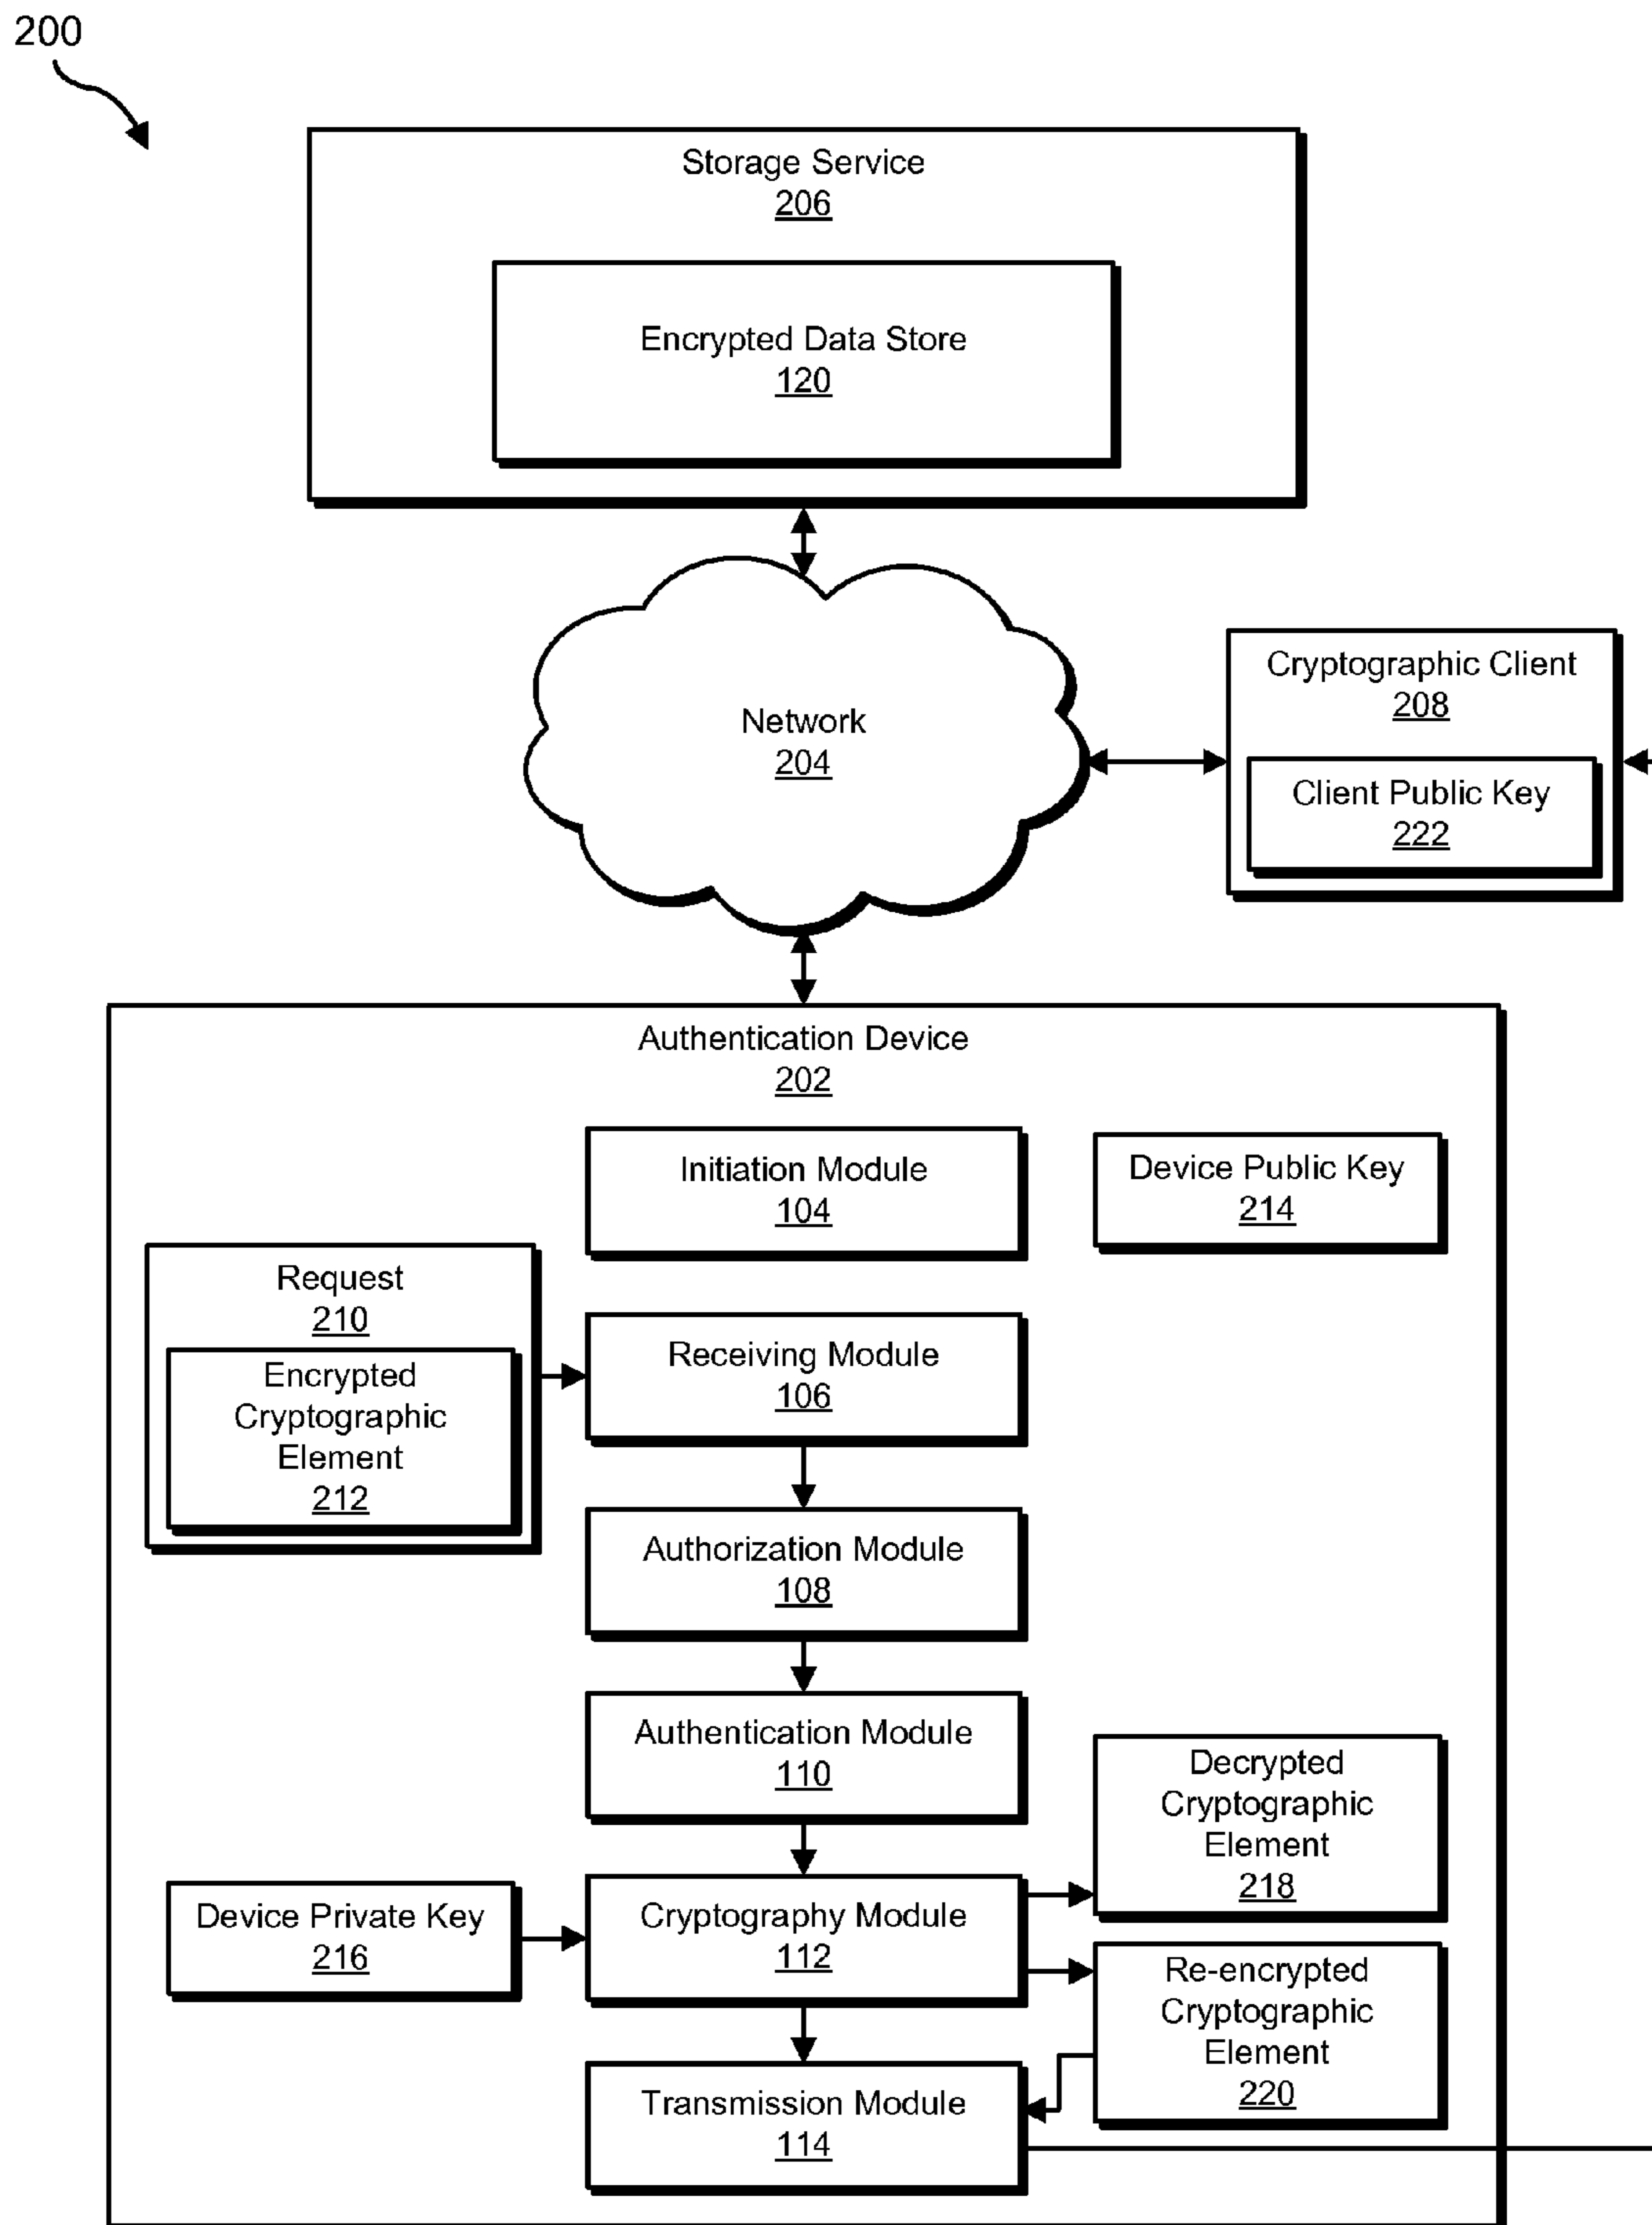 200
Storage Service
206
Encrypted Data Store
120
Network
204
Cryptographic Client
208
Client Public Key
222
Authentication Device
202
Initiation Module
104
Device Public Key
214
Request
210
Encrypted
Cryptographic
Element
212
Receiving Module
106
Authorization Module
108
Authentication Module
110
Decrypted
Cryptographic
Element
218
Device Private Key
216
Cryptography Module
112
Re-encrypted
Cryptographic
Element
220
Transmission Module
114